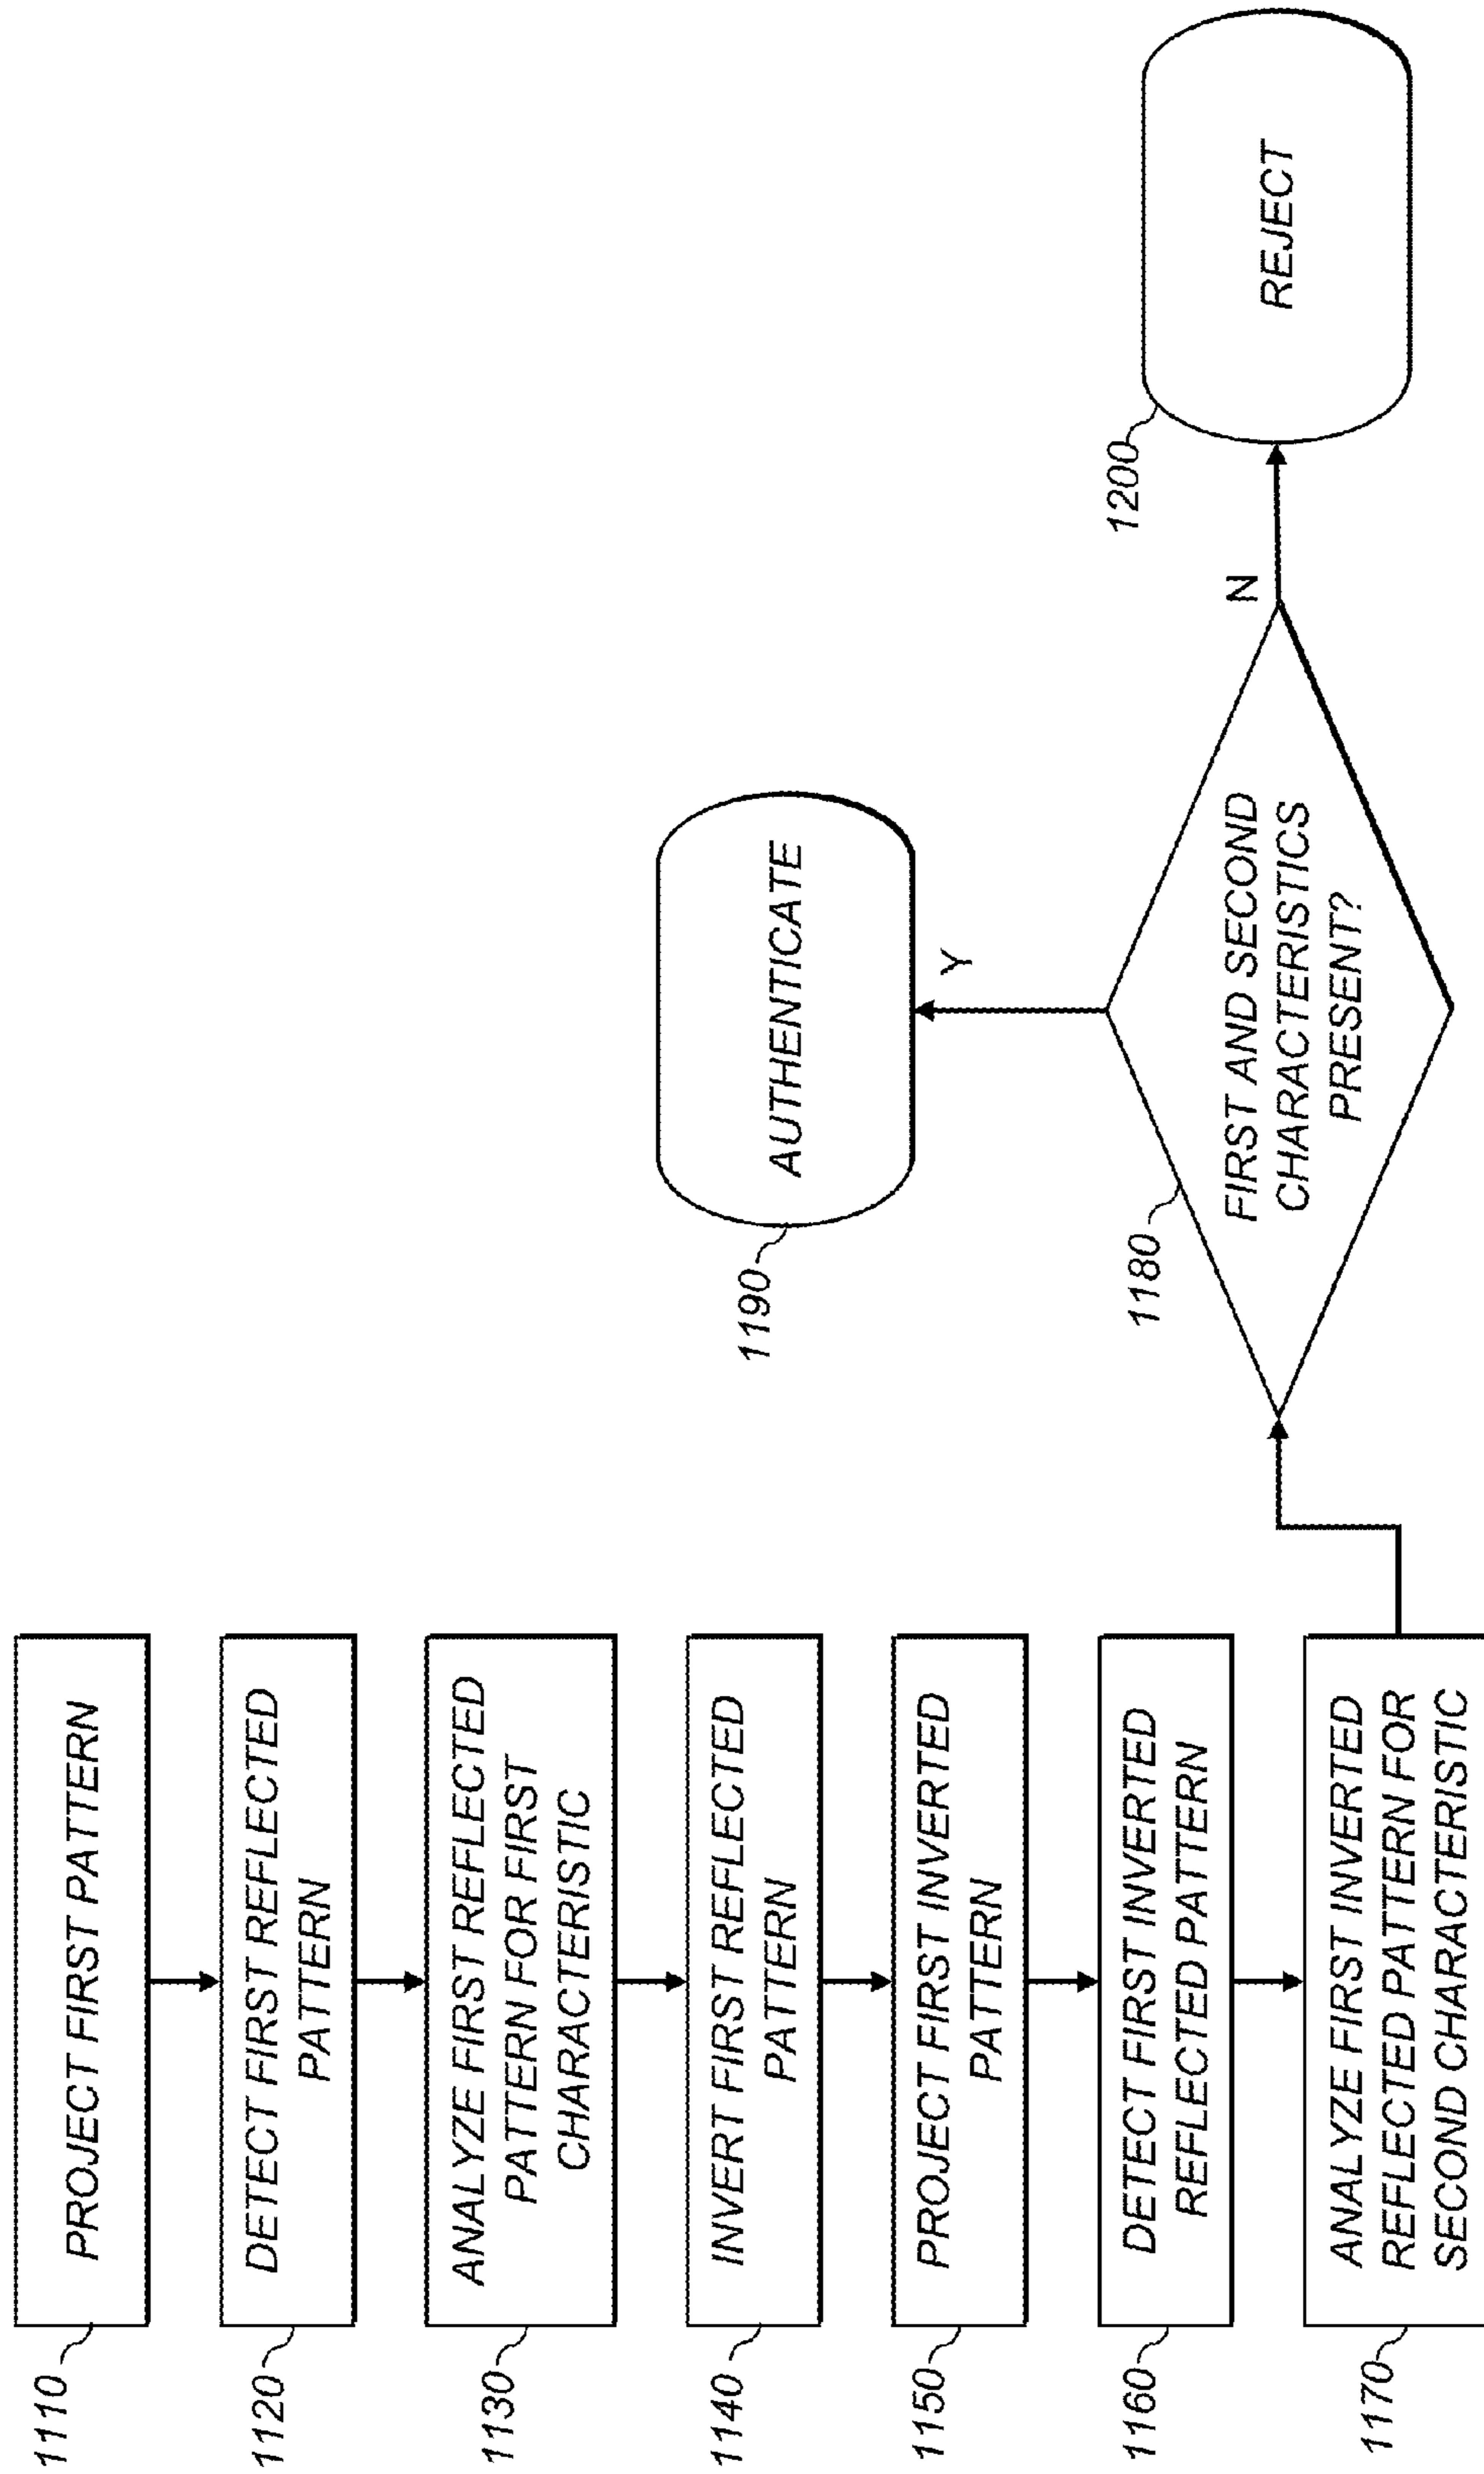 1110
PROJECT FIRST PATTERN
1120
DETECT FIRST REFLECTED
PATTERN
1130
ANALYZE FIRST REFLECTED
PATTERN FOR FIRST
CHARACTERISTIC
1140
INVERT FIRST REFLECTED
PATTERN
1150
PROJECT FIRST INVERTED
PATTERN
1160
DETECT FIRST INVERTED
REFLECTED PATTERN
1170
ANALYZE FIRST INVERTED
REFLECTED PATTERN FOR
SECOND CHARACTERISTIC
1180
FIRST AND SECOND
CHARACTERISTICS
PRESENT?
Y
1190
AUTHENTICATE
N
1200
REJECT